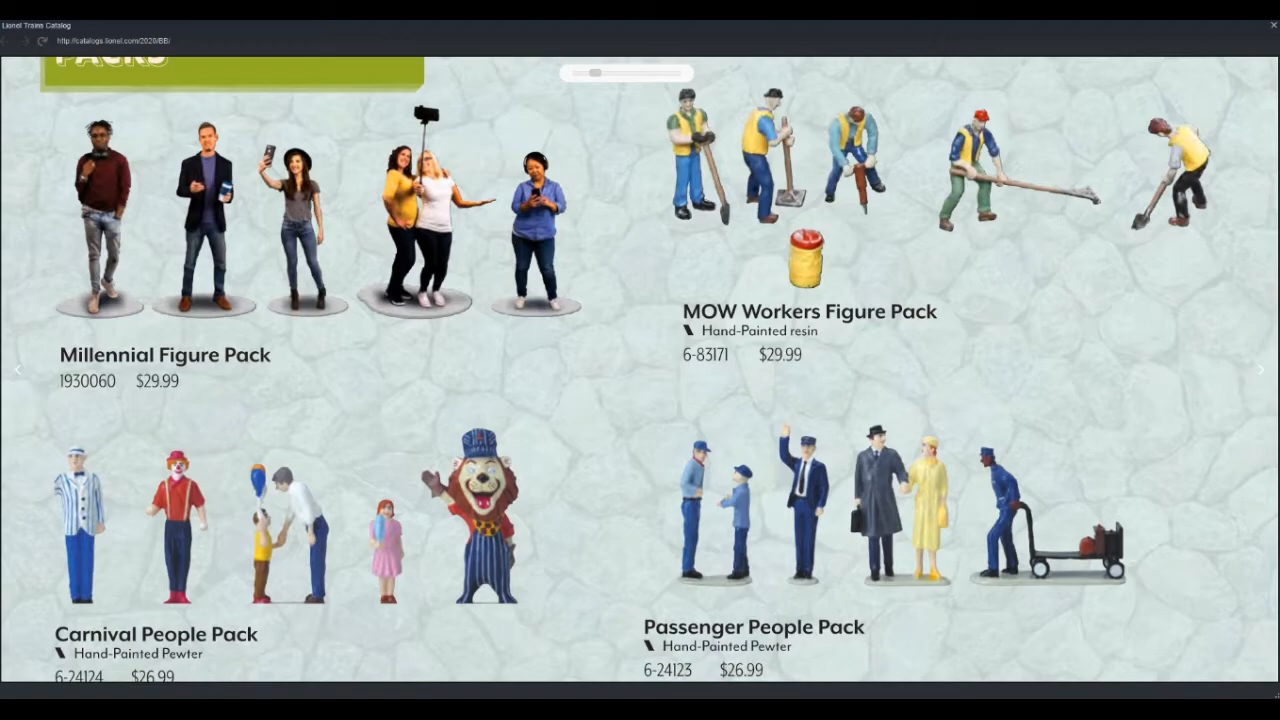 Lionel Trains Catalog
http://catalogs.lionel.com/2020/BB/
PACKS
Millennial Figure Pack
1930060 $29.99
MOW Workers Figure Pack
Hand-Painted resin
6-83171 $29.99
Carnival People Pack
Hand-Painted Pewter
6-24124 $26.99
Passenger People Pack
Hand-Painted Pewter
6-24123 $26.99